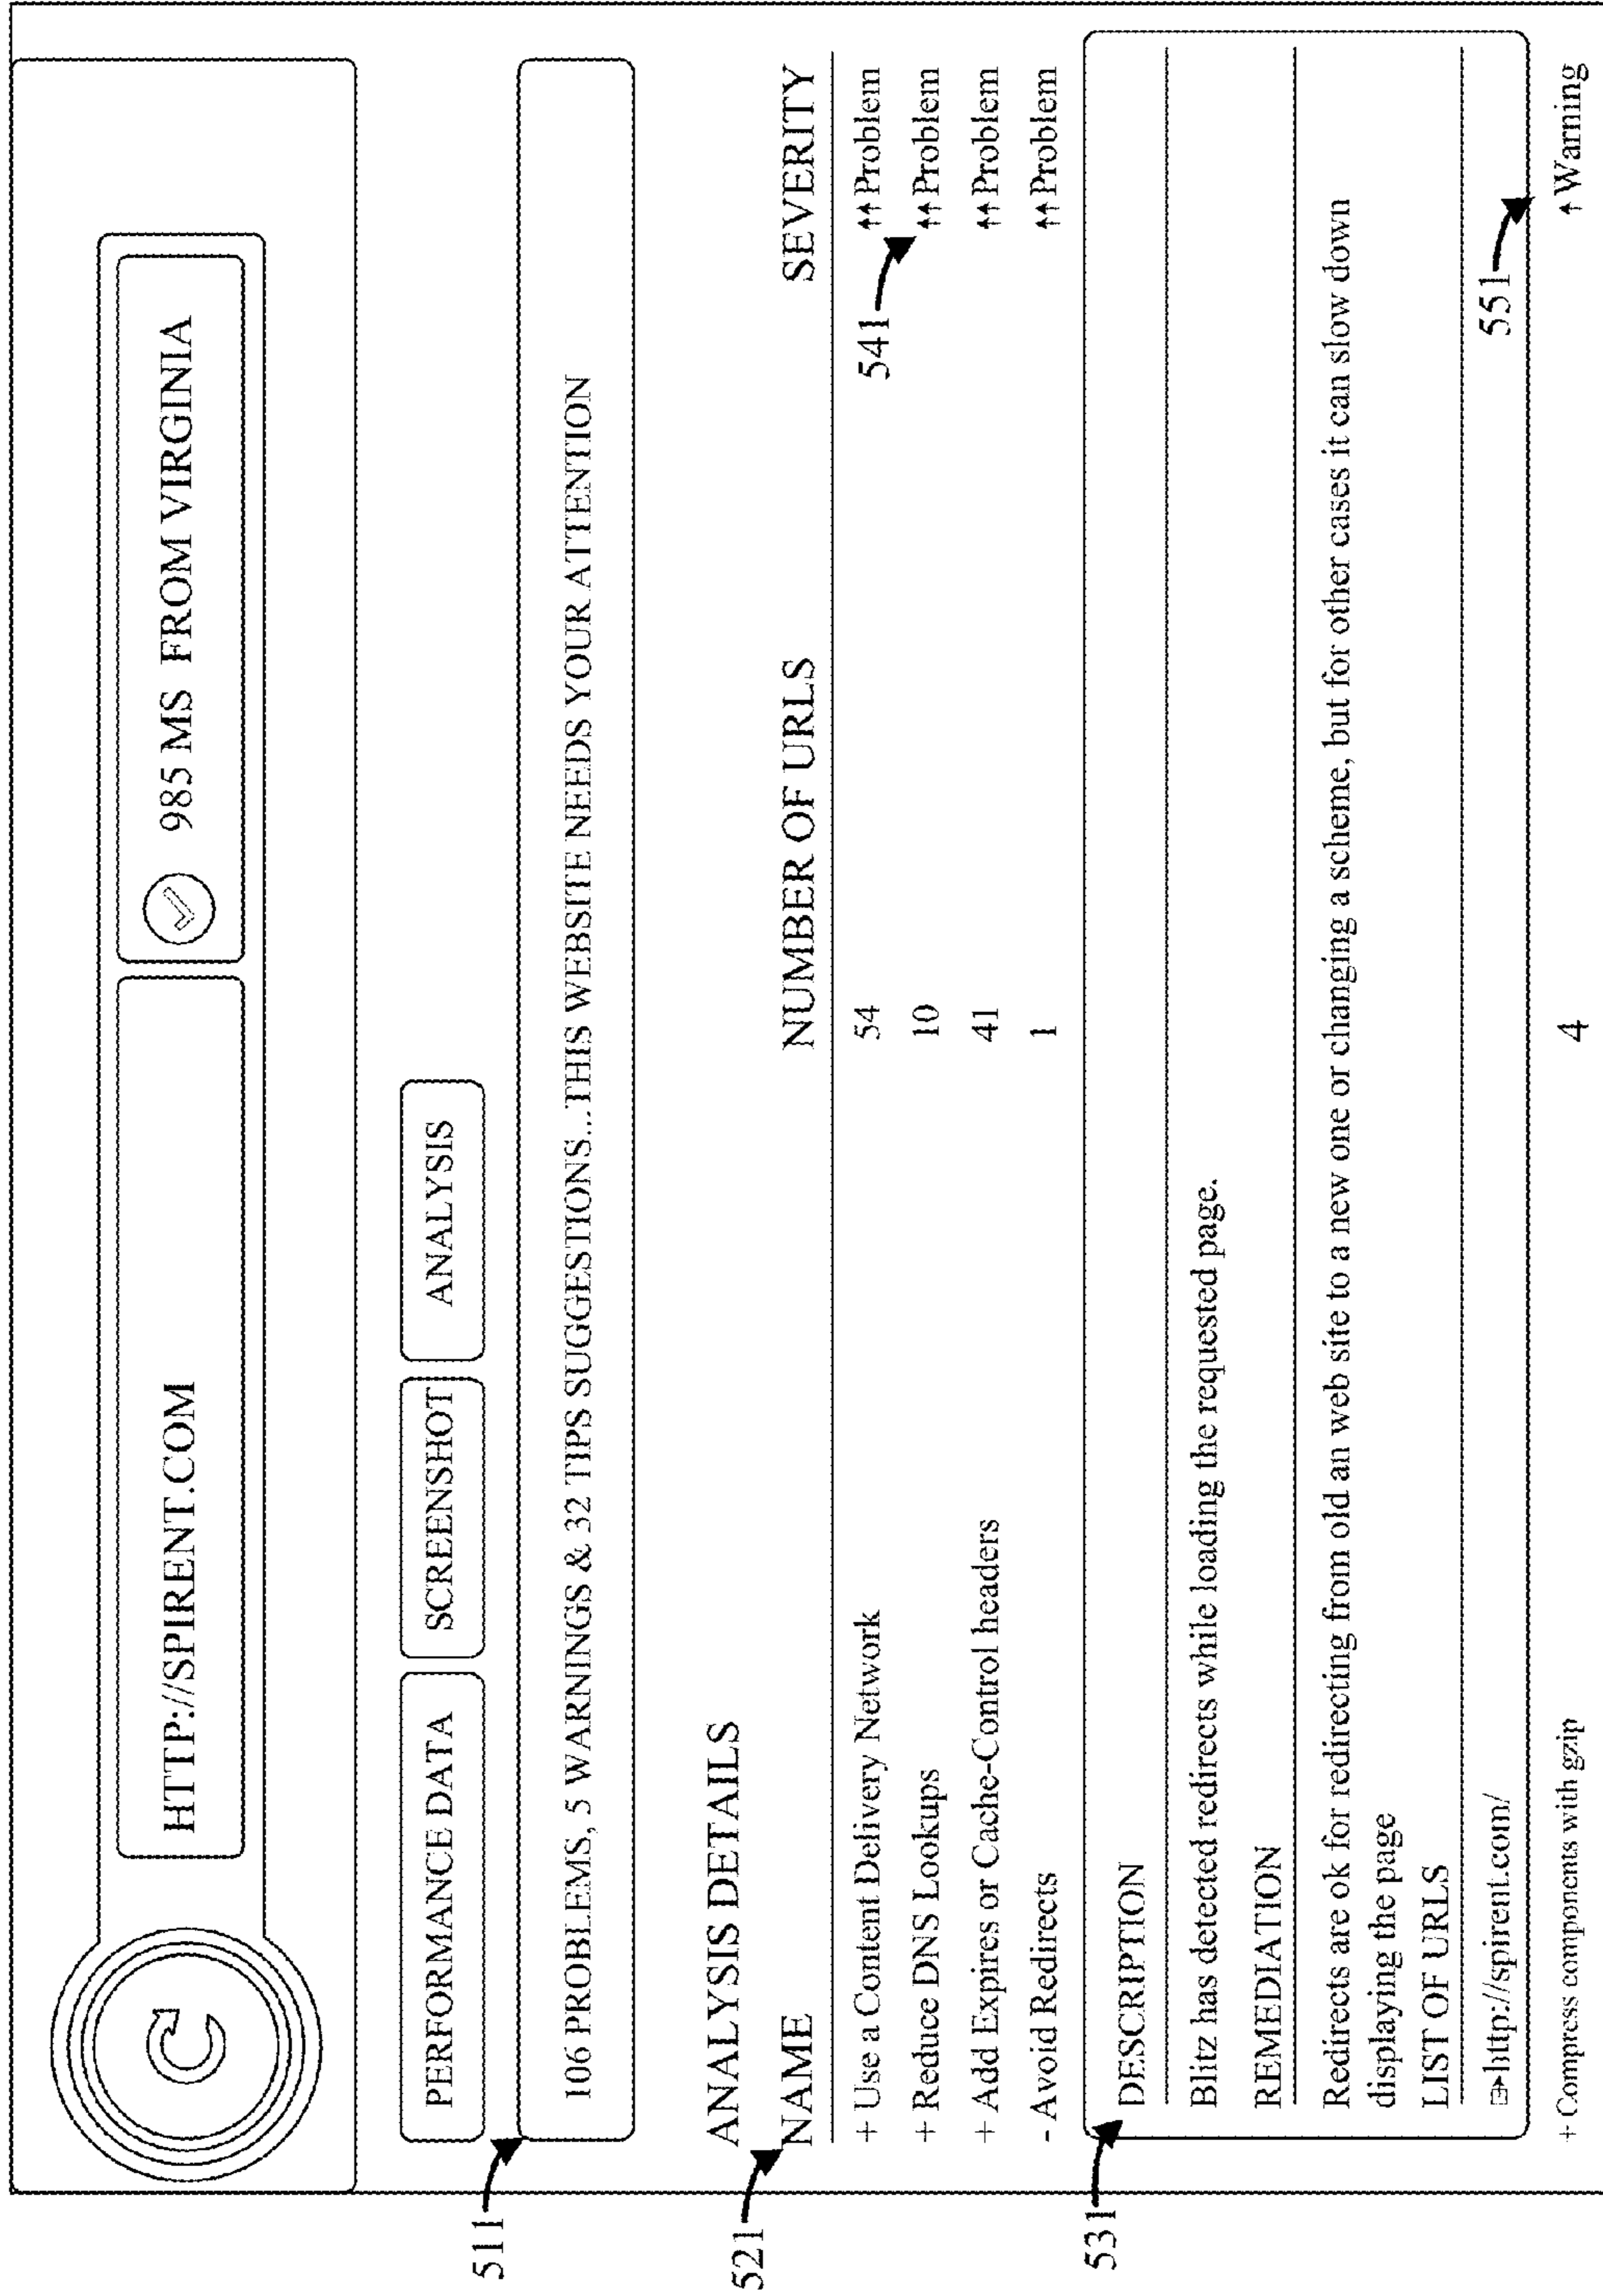 HTTP://SPIRENT.COM 985 MS FROM VIRGINIA
PERFORMANCE DATA SCREENSHOT ANALYSIS
511
106 PROBLEMS, 5 WARNINGS & 32 TIPS SUGGESTIONS...THIS WEBSITE NEEDS YOUR ATTENTION
ANALYSIS DETAILS
521
NAME NUMBER OF URLS SEVERITY
+ Use a Content Delivery Network 54 ↑↑ Problem
541
+ Reduce DNS Lookups 10 ↑↑ Problem
+ Add Expires or Cache-Control headers 41 ↑↑ Problem
- Avoid Redirects 1 ↑↑ Problem
531
DESCRIPTION
Blitz has detected redirects while loading the requested page.
REMEDIATION
Redirects are ok for redirecting from old an web site to a new one or changing a scheme, but for other cases it can slow down
displaying the page
LIST OF URLS
http://spirent.com/
551
+ Compress components with gzip 4 ↑ Warning